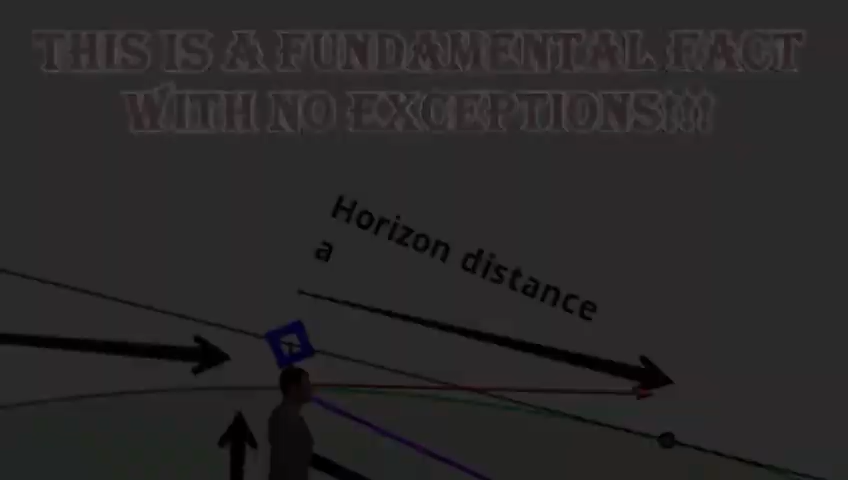 THIS IS A FUNDAMENTAL FACT
WITH NO EXCEPTIONS!!!
Horizon distance
a